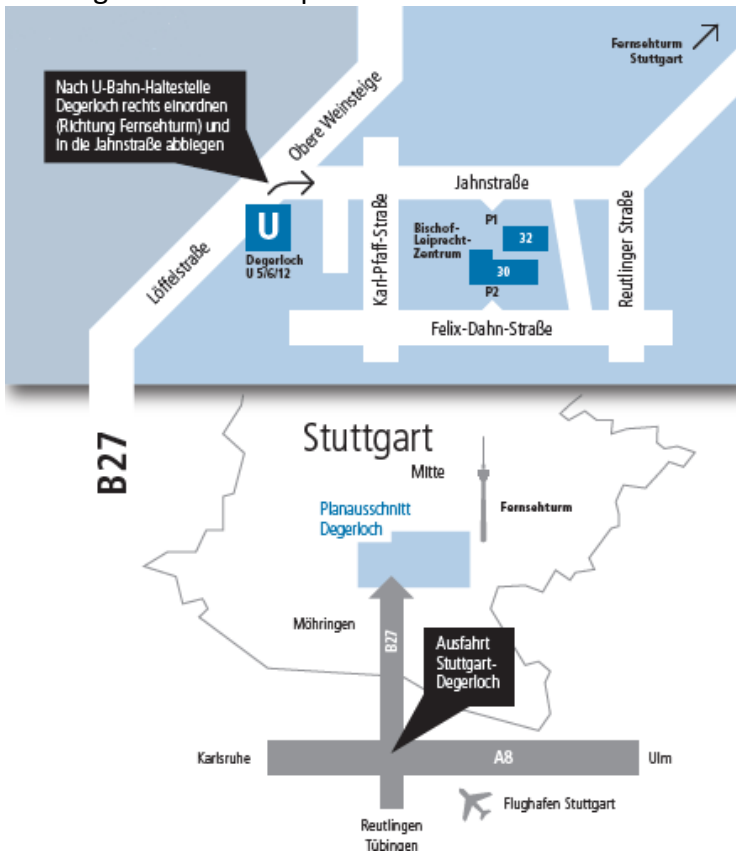 Fernsehturm
Stuttgart
Nach U-Bahn-Haltestelle
Degerloch rechts einordnen
(Richtung Fernsehturm) und
in die Jahnstraße abbiegen
Obere Weinsteige
Jahnstraße
U
Degerloch
U 5/6/12
Löffelstraße
Karl-Pfaff-Straße
Bischof-
Leiprecht-
Zentrum
P1
32
30
P2
Reutlinger Straße
Felix-Dahn-Straße
B27
Stuttgart
Mitte
Planausschnitt
Degerloch
Fernsehturm
Möhringen
B27
Ausfahrt
Stuttgart-
Degerloch
Karlsruhe
A8
Ulm
Flughafen Stuttgart
Reutlingen
Tübingen